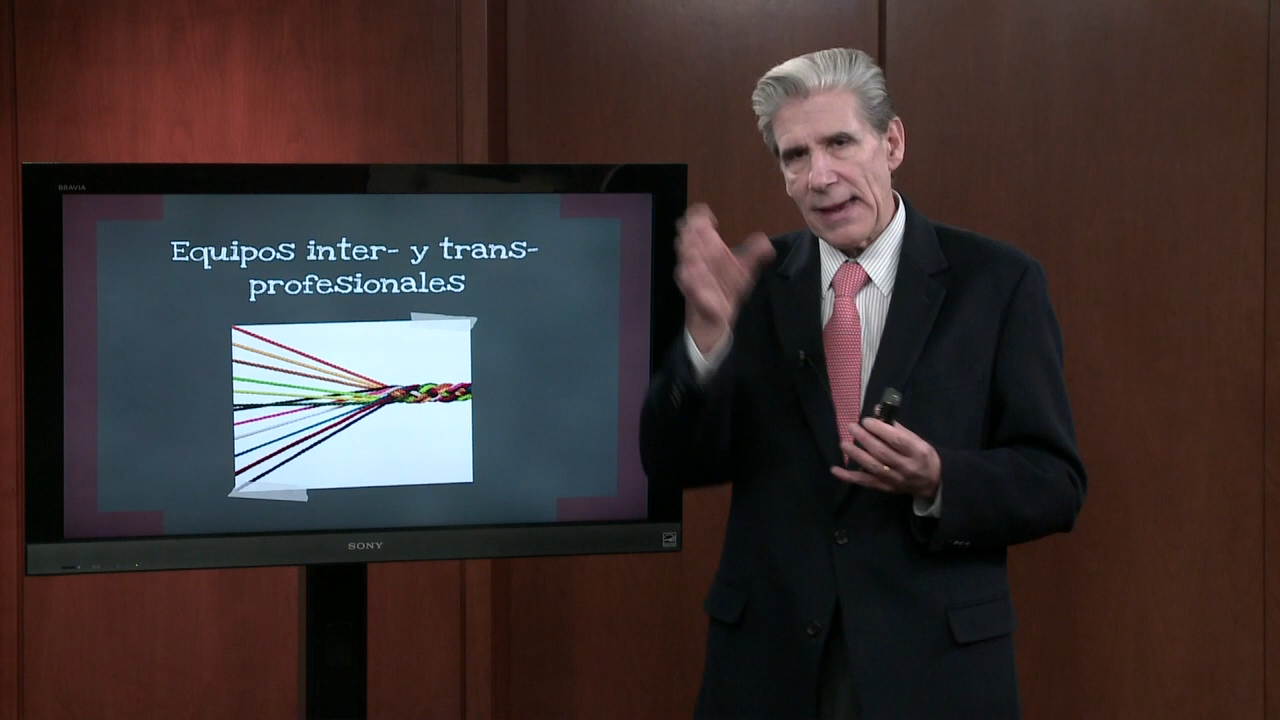 BRAVIA
Equipos inter- y trans-
profesionales
SONY